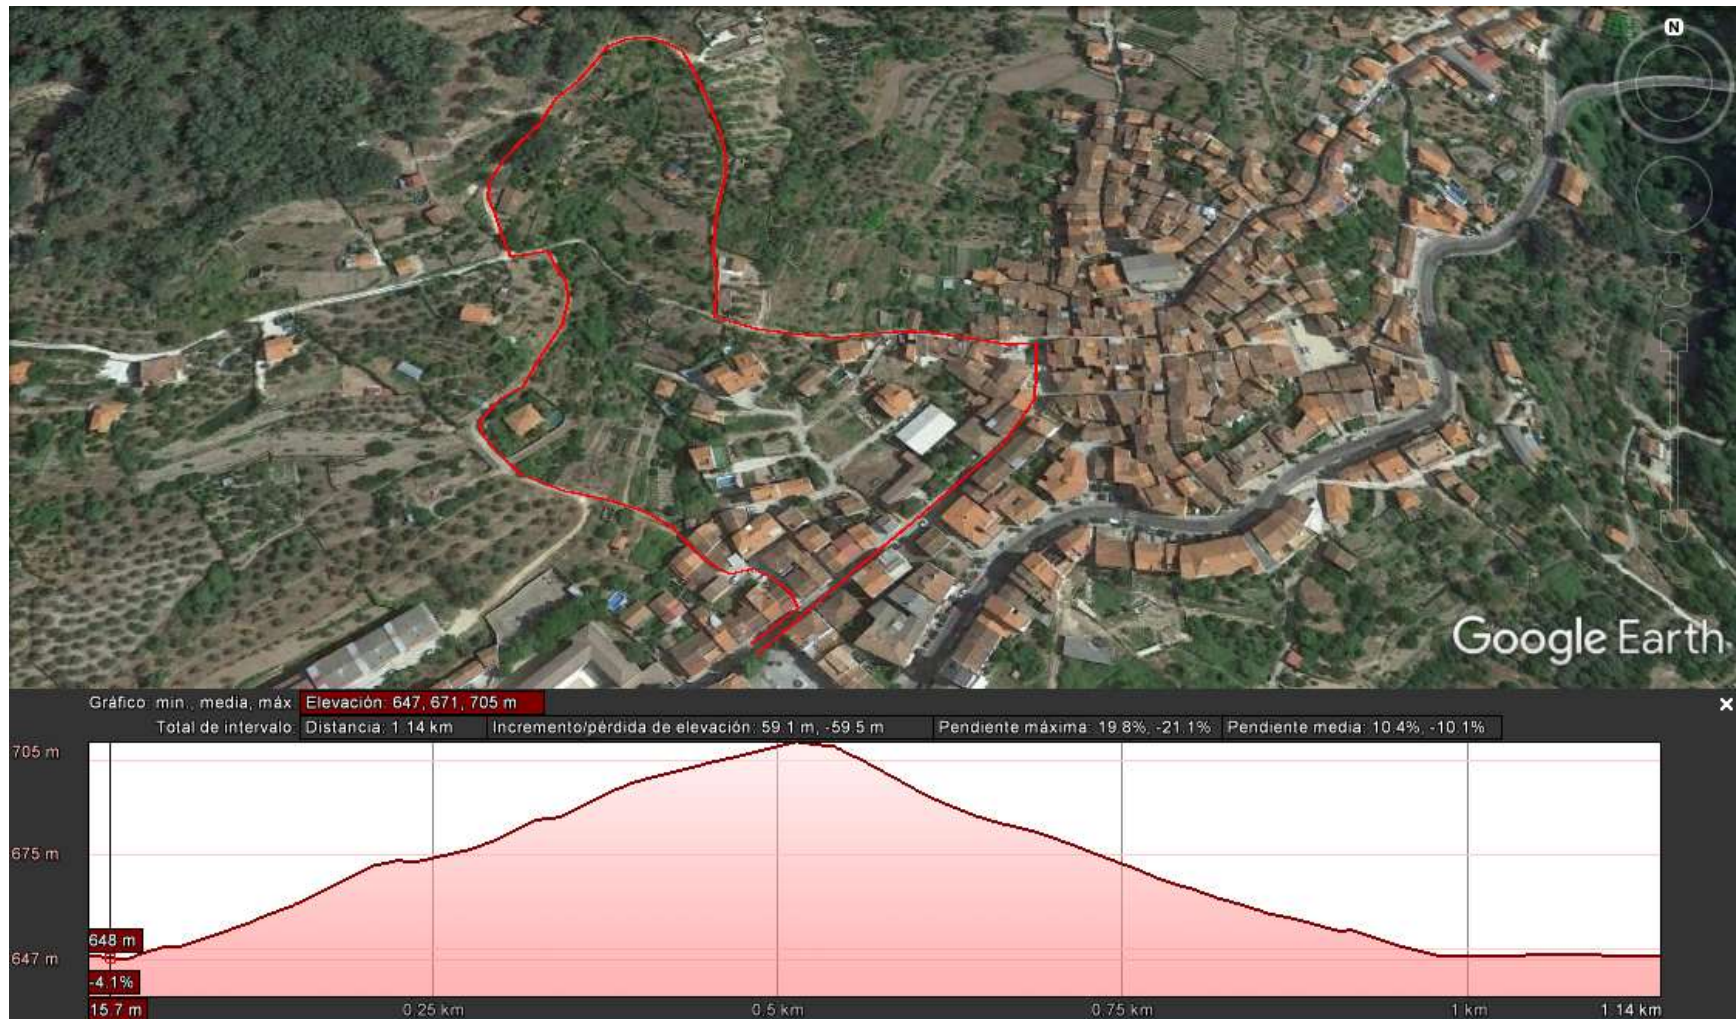 N
Google Earth
Gráfico: min., media, máx Elevación: 647, 671, 705 m
Total de intervalo: Distancia: 1.14 km Incremento/pérdida de elevación: 59.1 m, -59.5 m Pendiente máxima: 19.8%, -21.1% Pendiente media: 10.4%, -10.1%
705 m
675 m
648 m
647 m
-4.1%
15.7 m 0.25 km 0.5 km 0.75 km 1 km 1.14 km